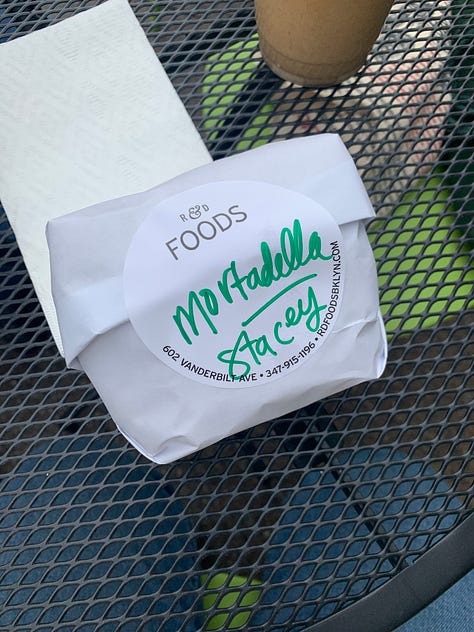 R & D
FOODS
Mortadella
Stacey
602 VANDERBILT AVE • 347-915-1196 • RDFOODSBKLYN.COM